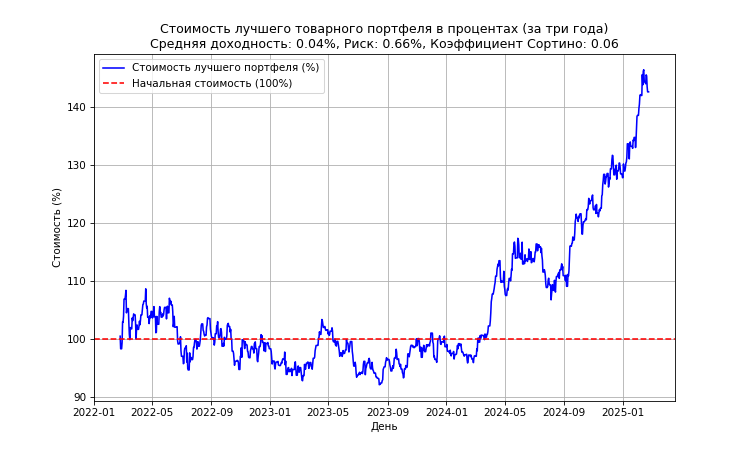 Стоимость лучшего товарного портфеля в процентах (за три года)
Средняя доходность: 0.04%, Риск: 0.66%, Коэффициент Сортино: 0.06
Стоимость лучшего портфеля (%)
Начальная стоимость (100%)
Стоимость (%)
140
130
120
110
100
90
2022-01 2022-05 2022-09 2023-01 2023-05 2023-09 2024-01 2024-05 2024-09 2025-01
День